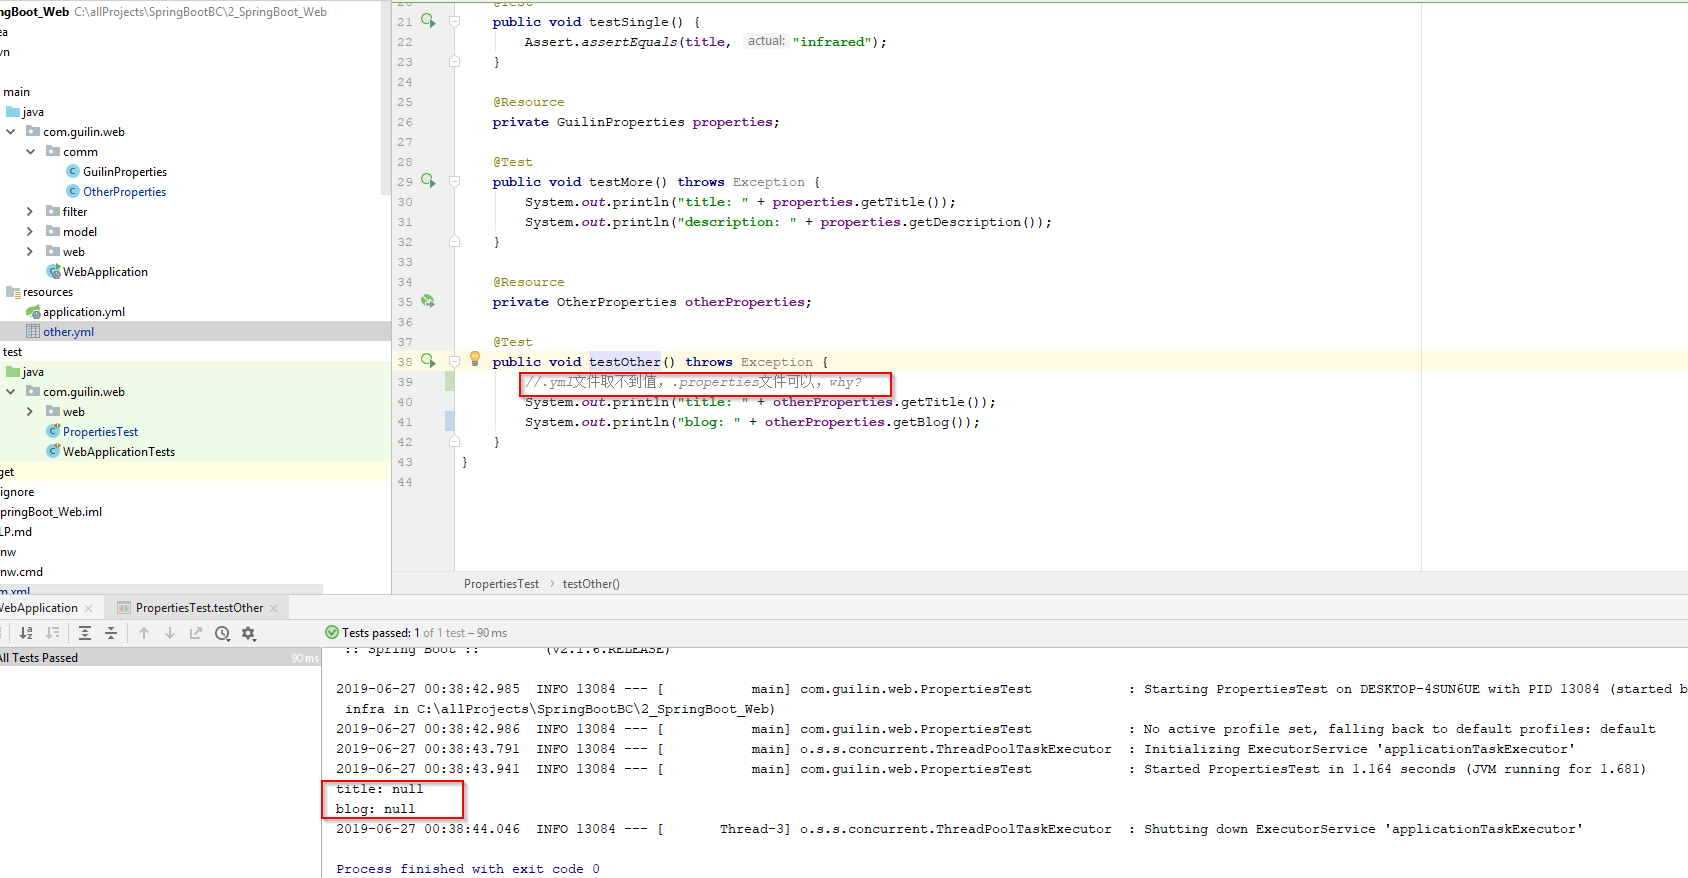 ngBoot_Web C:\allProjects\SpringBootBC\2_SpringBoot_Web
ea
vn
main
java
com.guilin.web
comm
GuilinProperties
OtherProperties
filter
model
web
WebApplication
resources
application.yml
other.yml
test
java
com.guilin.web
web
PropertiesTest
WebApplicationTests
get
ignore
pringBoot_Web.iml
LP.md
nw
nw.cmd
m.xml
20 @Test
21 public void testSingle() {
22 Assert.assertEquals(title, actual: "infrared");
23 }
24
25 @Resource
26 private GuilinProperties properties;
27
28 @Test
29 public void testMore() throws Exception {
30 System.out.println("title: " + properties.getTitle());
31 System.out.println("description: " + properties.getDescription());
32 }
33
34 @Resource
35 private OtherProperties otherProperties;
36
37 @Test
38 public void testOther() throws Exception {
39 //.yml文件取不到值，.properties文件可以，why?
40 System.out.println("title: " + otherProperties.getTitle());
41 System.out.println("blog: " + otherProperties.getBlog());
42 }
43 }
44
PropertiesTest › testOther()
WebApplication × PropertiesTest.testOther ×
Tests passed: 1 of 1 test – 90 ms
All Tests Passed 90 ms
:: Spring Boot :: (v2.1.6.RELEASE)
2019-06-27 00:38:42.985 INFO 13084 --- [ main] com.guilin.web.PropertiesTest : Starting PropertiesTest on DESKTOP-4SUN6UE with PID 13084 (started b
infra in C:\allProjects\SpringBootBC\2_SpringBoot_Web)
2019-06-27 00:38:42.986 INFO 13084 --- [ main] com.guilin.web.PropertiesTest : No active profile set, falling back to default profiles: default
2019-06-27 00:38:43.791 INFO 13084 --- [ main] o.s.s.concurrent.ThreadPoolTaskExecutor : Initializing ExecutorService 'applicationTaskExecutor'
2019-06-27 00:38:43.941 INFO 13084 --- [ main] com.guilin.web.PropertiesTest : Started PropertiesTest in 1.164 seconds (JVM running for 1.681)
title: null
blog: null
2019-06-27 00:38:44.046 INFO 13084 --- [ Thread-3] o.s.s.concurrent.ThreadPoolTaskExecutor : Shutting down ExecutorService 'applicationTaskExecutor'
Process finished with exit code 0